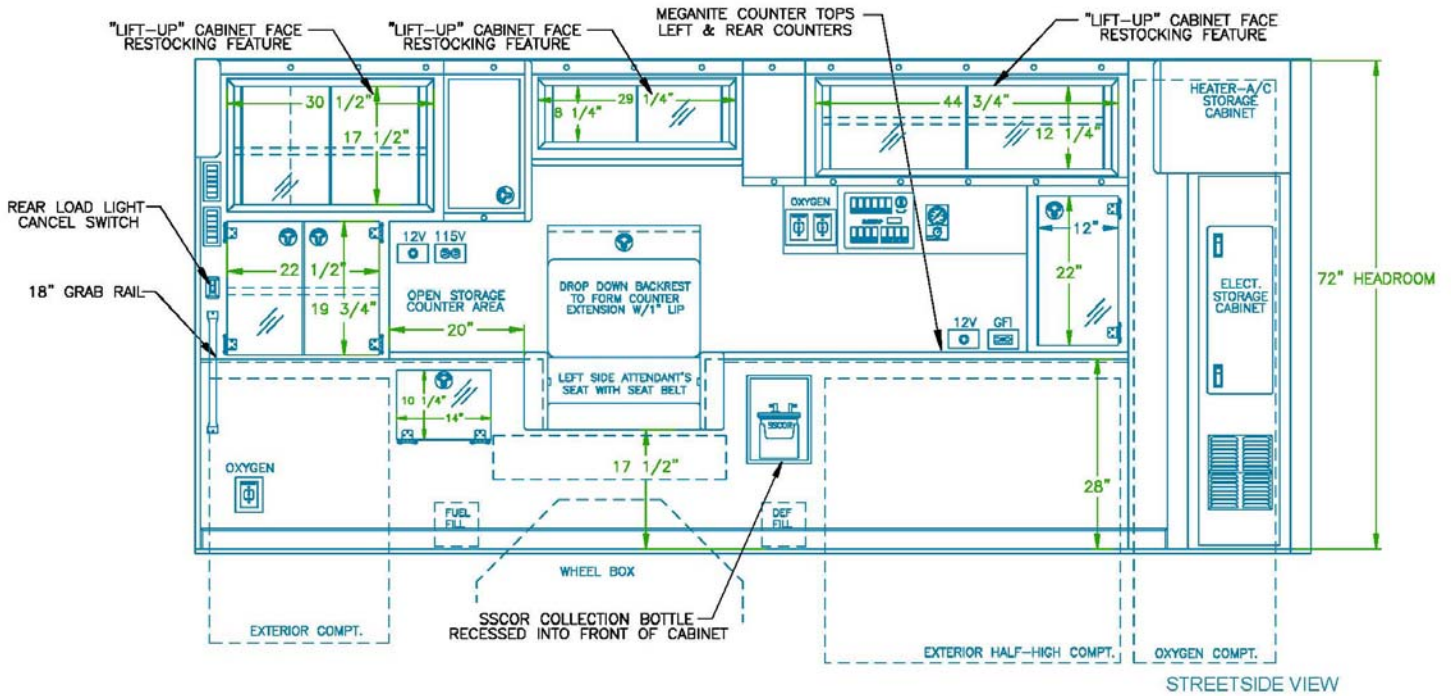 "LIFT-UP" CABINET FACE
RESTOCKING FEATURE
"LIFT-UP" CABINET FACE
RESTOCKING FEATURE
MEGANITE COUNTER TOPS
LEFT & REAR COUNTERS
"LIFT-UP" CABINET FACE
RESTOCKING FEATURE
30 1/2"
17 1/2"
29 1/4"
8 1/4"
44 3/4"
12 1/4"
HEATER-A/C
STORAGE
CABINET
REAR LOAD LIGHT
CANCEL SWITCH
18" GRAB RAIL
22 1/2"
19 3/4"
12V 115V
OPEN STORAGE
COUNTER AREA
20"
DROP DOWN BACKREST
TO FORM COUNTER
EXTENSION W/1" LIP
OXYGEN
12"
22"
12V GFI
ELECT.
STORAGE
CABINET
72" HEADROOM
LEFT SIDE ATTENDANT'S
SEAT WITH SEAT BELT
10 1/4"
14"
SSCOR
17 1/2"
28"
OXYGEN
FUEL
FILL
DEF
FILL
WHEEL BOX
SSCOR COLLECTION BOTTLE
RECESSED INTO FRONT OF CABINET
EXTERIOR COMPT.
EXTERIOR HALF-HIGH COMPT.
OXYGEN COMPT.
STREETSIDE VIEW